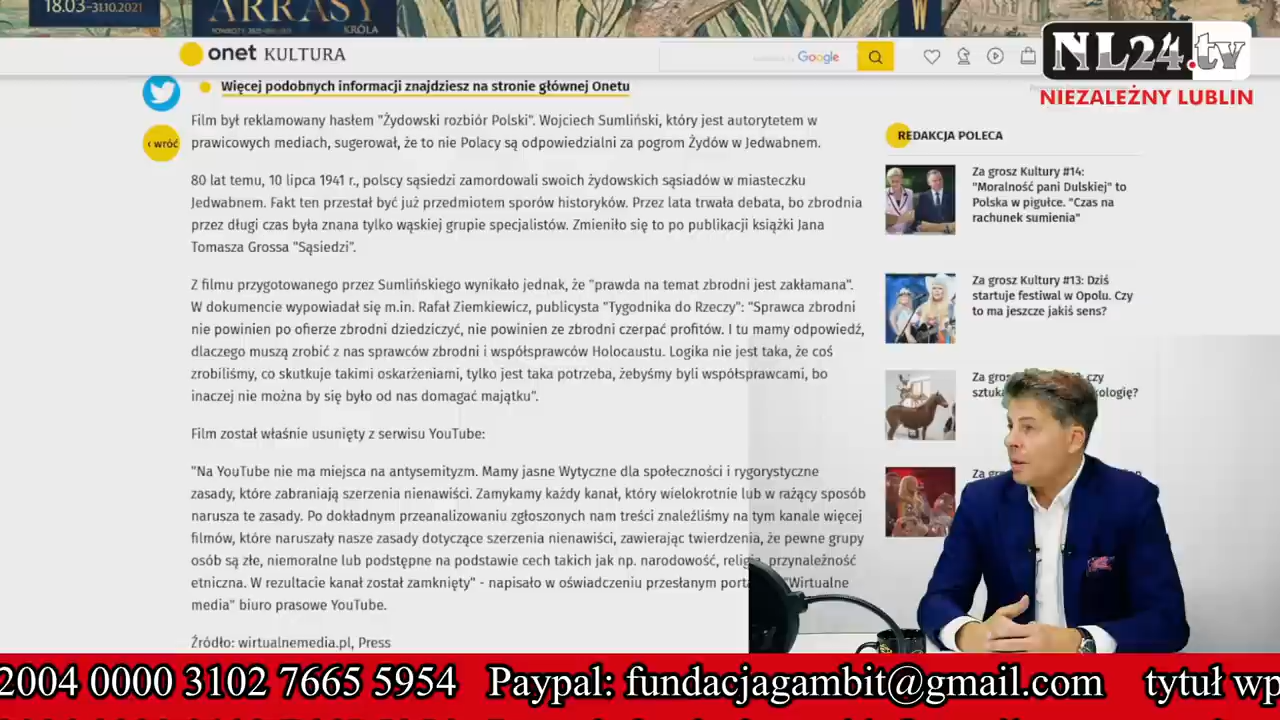 18.03–31.10.2021
ARRASY
KRÓLA
W
onet KULTURA
Google
NL24.tv
NIEZALEŻNY LUBLIN
Więcej podobnych informacji znajdziesz na stronie głównej Onetu
‹ wróć
Film był reklamowany hasłem "Żydowski rozbiór Polski". Wojciech Sumliński, który jest autorytetem w
prawicowych mediach, sugerował, że to nie Polacy są odpowiedzialni za pogrom Żydów w Jedwabnem.
80 lat temu, 10 lipca 1941 r., polscy sąsiedzi zamordowali swoich żydowskich sąsiadów w miasteczku
Jedwabnem. Fakt ten przestał być już przedmiotem sporów historyków. Przez lata trwała debata, bo zbrodnia
przez długi czas była znana tylko wąskiej grupie specjalistów. Zmieniło się to po publikacji książki Jana
Tomasza Grossa "Sąsiedzi".
Z filmu przygotowanego przez Sumlińskiego wynikało jednak, że "prawda na temat zbrodni jest zakłamana".
W dokumencie wypowiadał się m.in. Rafał Ziemkiewicz, publicysta "Tygodnika do Rzeczy": "Sprawca zbrodni
nie powinien po ofierze zbrodni dziedziczyć, nie powinien ze zbrodni czerpać profitów. I tu mamy odpowiedź,
dlaczego muszą zrobić z nas sprawców zbrodni i współsprawców Holocaustu. Logika nie jest taka, że coś
zrobiliśmy, co skutkuje takimi oskarżeniami, tylko jest taka potrzeba, żebyśmy byli współsprawcami, bo
inaczej nie można by się było od nas domagać majątku".
Film został właśnie usunięty z serwisu YouTube:
"Na YouTube nie ma miejsca na antysemityzm. Mamy jasne Wytyczne dla społeczności i rygorystyczne
zasady, które zabraniają szerzenia nienawiści. Zamykamy każdy kanał, który wielokrotnie lub w rażący sposób
narusza te zasady. Po dokładnym przeanalizowaniu zgłoszonych nam treści znaleźliśmy na tym kanale więcej
filmów, które naruszały nasze zasady dotyczące szerzenia nienawiści, zawierając twierdzenia, że pewne grupy
osób są złe, niemoralne lub podstępne na podstawie cech takich jak np. narodowość, religia, przynależność
etniczna. W rezultacie kanał został zamknięty" - napisało w oświadczeniu przesłanym "Wirtualne
media" biuro prasowe YouTube.
Źródło: wirtualnemedia.pl, Press
REDAKCJA POLECA
Za grosz Kultury #14:
"Moralność pani Dulskiej" to
Polska w pigułce. "Czas na
rachunek sumienia"
Za grosz Kultury #13: Dziś
startuje festiwal w Opolu. Czy
to ma jeszcze jakiś sens?
czy
2004 0000 3102 7665 5954 Paypal: fundacjagambit@gmail.com tytuł wp